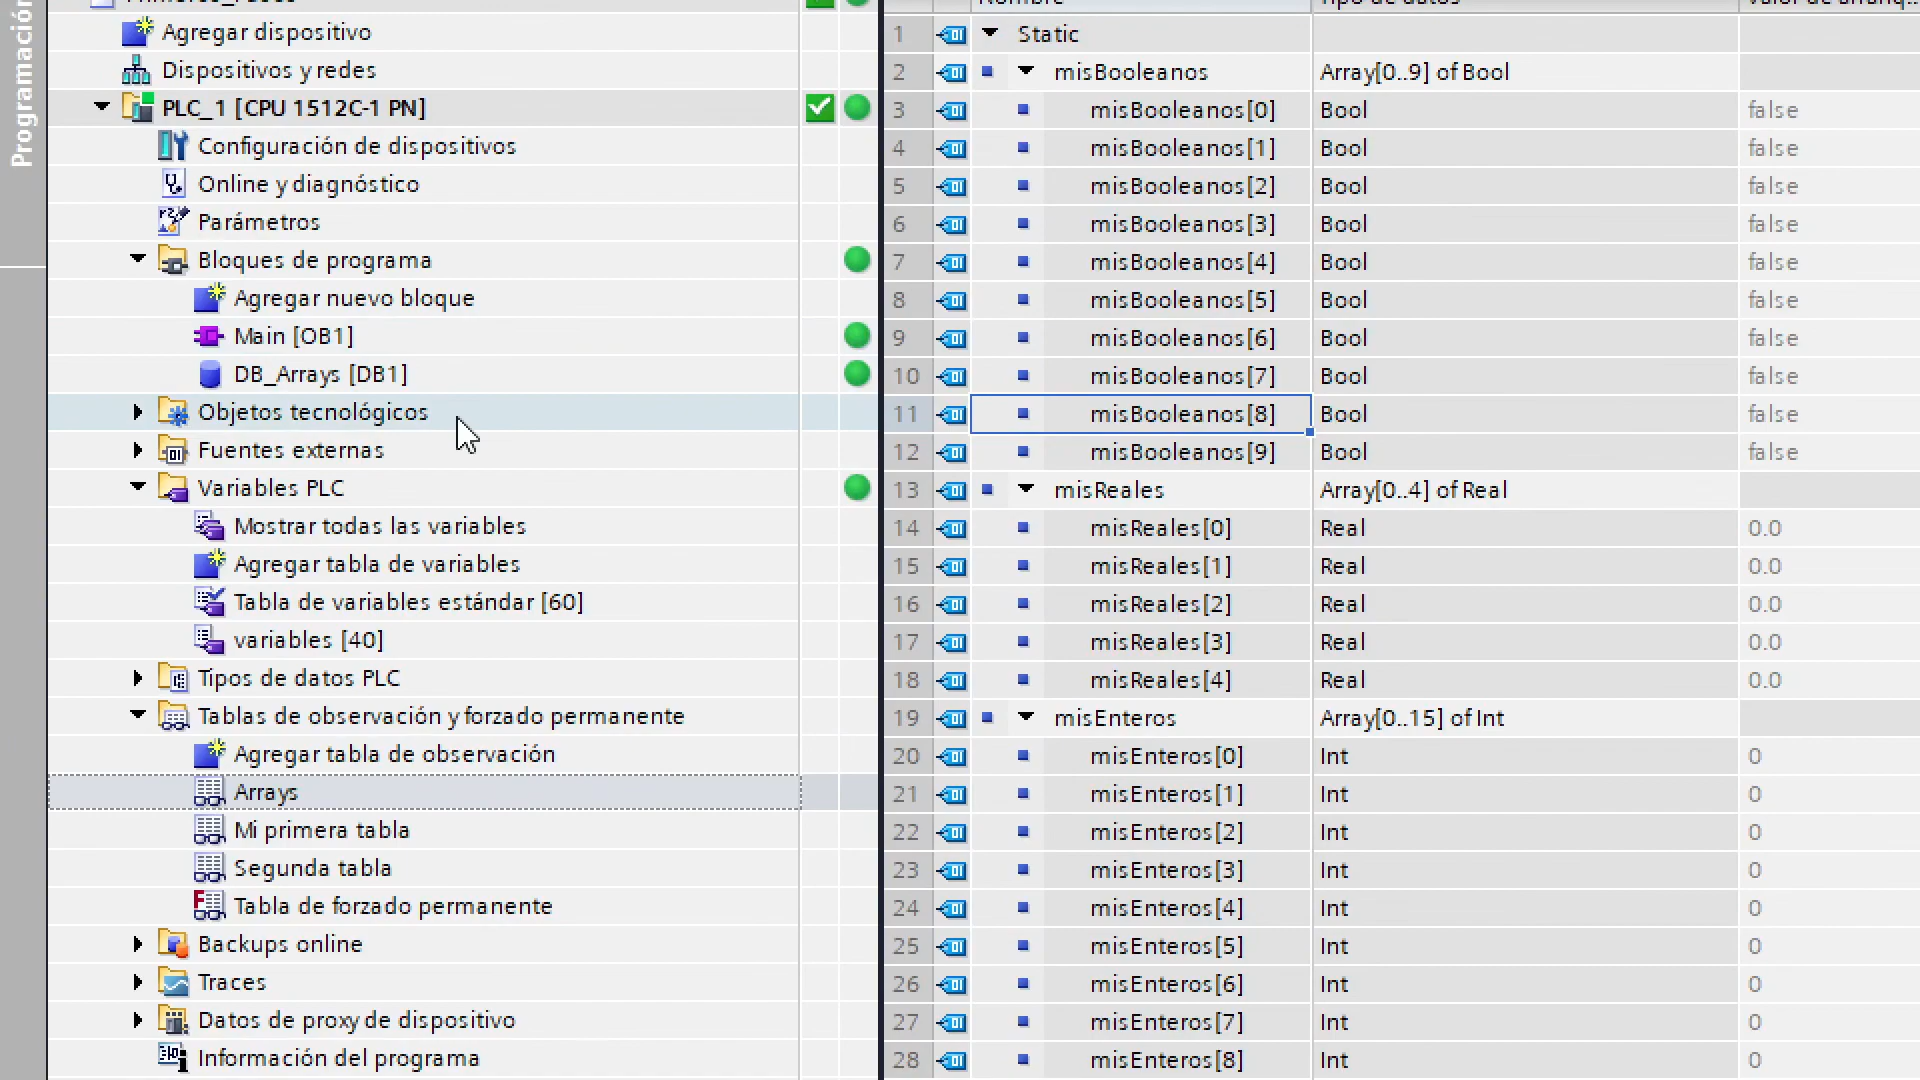 Programación
Agregar dispositivo
Dispositivos y redes
PLC_1 [CPU 1512C-1 PN]
Configuración de dispositivos
Online y diagnóstico
Parámetros
Bloques de programa
Agregar nuevo bloque
Main [OB1]
DB_Arrays [DB1]
Objetos tecnológicos
Fuentes externas
Variables PLC
Mostrar todas las variables
Agregar tabla de variables
Tabla de variables estándar [60]
variables [40]
Tipos de datos PLC
Tablas de observación y forzado permanente
Agregar tabla de observación
Arrays
Mi primera tabla
Segunda tabla
Tabla de forzado permanente
Backups online
Traces
Datos de proxy de dispositivo
Información del programa
1 Static
2 misBooleanos Array[0..9] of Bool
3 misBooleanos[0] Bool false
4 misBooleanos[1] Bool false
5 misBooleanos[2] Bool false
6 misBooleanos[3] Bool false
7 misBooleanos[4] Bool false
8 misBooleanos[5] Bool false
9 misBooleanos[6] Bool false
10 misBooleanos[7] Bool false
11 misBooleanos[8] Bool false
12 misBooleanos[9] Bool false
13 misReales Array[0..4] of Real
14 misReales[0] Real 0.0
15 misReales[1] Real 0.0
16 misReales[2] Real 0.0
17 misReales[3] Real 0.0
18 misReales[4] Real 0.0
19 misEnteros Array[0..15] of Int
20 misEnteros[0] Int 0
21 misEnteros[1] Int 0
22 misEnteros[2] Int 0
23 misEnteros[3] Int 0
24 misEnteros[4] Int 0
25 misEnteros[5] Int 0
26 misEnteros[6] Int 0
27 misEnteros[7] Int 0
28 misEnteros[8] Int 0